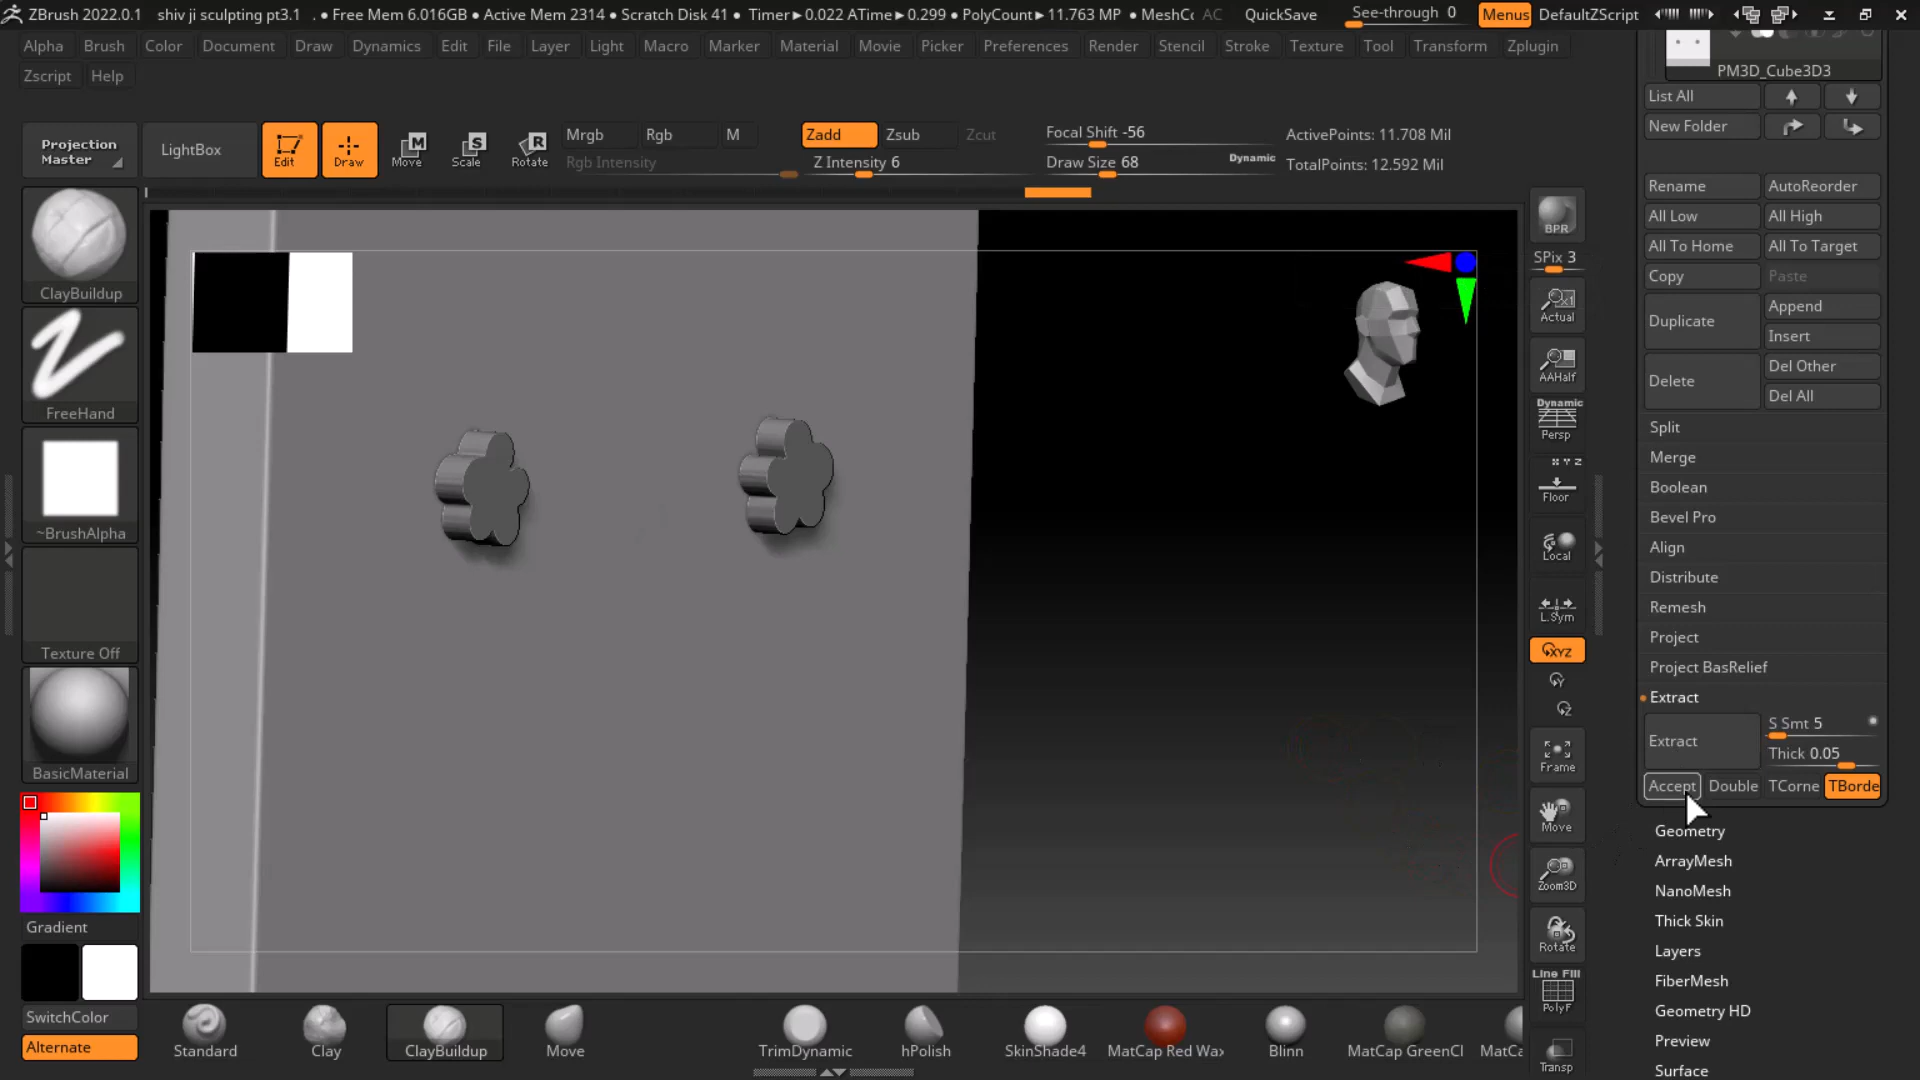 ZBrush 2022.0.1 shiv ji sculpting pt3.1 . • Free Mem 6.016GB • Active Mem 2314 • Scratch Disk 41 • Timer▶0.022 ATime▶0.299 • PolyCount▶11.763 MP • MeshCo AC QuickSave See-through 0 Menus DefaultZScript
Alpha Brush Color Document Draw Dynamics Edit File Layer Light Macro Marker Material Movie Picker Preferences Render Stencil Stroke Texture Tool Transform Zplugin
Zscript Help
Projection Master
LightBox
Edit
Draw
Move
Scale
Rotate
Mrgb Rgb M
Rgb Intensity
Zadd Zsub Zcut
Z Intensity 6
Focal Shift -56
Draw Size 68
Dynamic
ActivePoints: 11.708 Mil
TotalPoints: 12.592 Mil
ClayBuildup
FreeHand
~BrushAlpha
Texture Off
BasicMaterial
Gradient
SwitchColor
Alternate
BPR
SPix 3
Actual
AAHalf
Dynamic
Persp
X Y Z
Floor
Local
L.Sym
XYZ
Y
Z
Frame
Move
Zoom3D
Rotate
Line Fill
PolyF
Transp
PM3D_Cube3D3
List All
New Folder
Rename AutoReorder
All Low All High
All To Home All To Target
Copy Paste
Duplicate
Append
Insert
Delete
Del Other
Del All
Split
Merge
Boolean
Bevel Pro
Align
Distribute
Remesh
Project
Project BasRelief
Extract
Extract
S Smt 5
Thick 0.05
Accept Double TCorne TBorde
Geometry
ArrayMesh
NanoMesh
Thick Skin
Layers
FiberMesh
Geometry HD
Preview
Surface
Standard Clay ClayBuildup Move TrimDynamic hPolish SkinShade4 MatCap Red Wax Blinn MatCap GreenCl MatCa